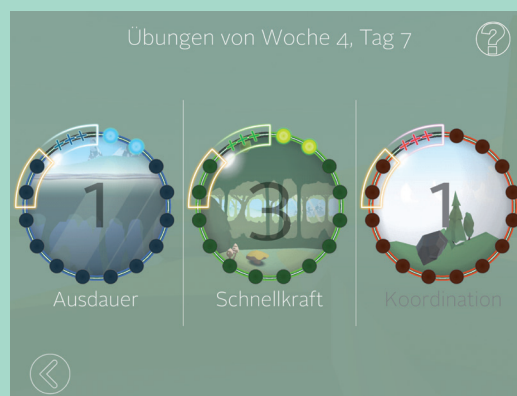 Übungen von Woche 4, Tag 7
?
1
3
1
Ausdauer
Schnellkraft
Koordination